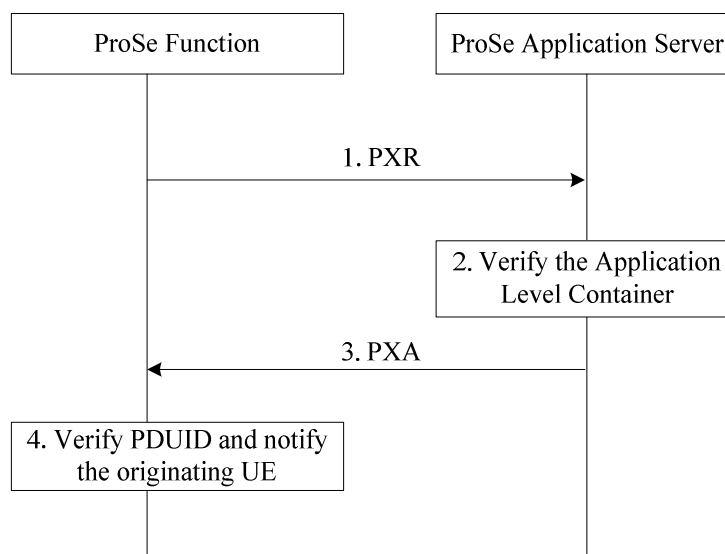 ProSe Function
ProSe Application Server
1. PXR
2. Verify the Application
Level Container
3. PXA
4. Verify PDUID and notify
the originating UE